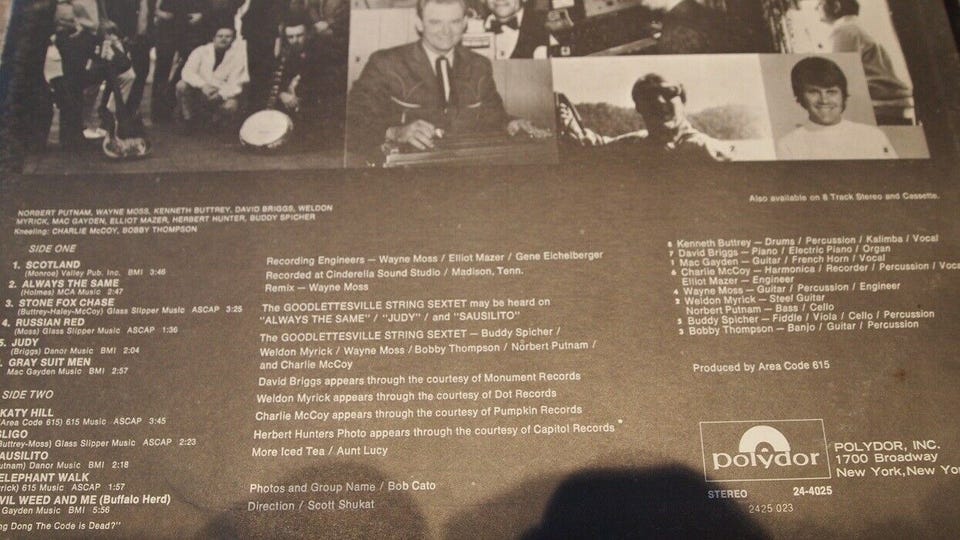 NORBERT PUTNAM, WAYNE MOSS, KENNETH BUTTREY, DAVID BRIGGS, WELDON
MYRICK, MAC GAYDEN, ELLIOT MAZER, HERBERT HUNTER, BUDDY SPICHER
Kneeling: CHARLIE McCOY, BOBBY THOMPSON
SIDE ONE
1. SCOTLAND
(Monroe) Valley Pub. Inc. BMI 3:46
2. ALWAYS THE SAME
(Holmes) MCA Music 2:47
3. STONE FOX CHASE
(Buttrey-Haley-McCoy) Glass Slipper Music ASCAP 3:25
4. RUSSIAN RED
(Moss) Glass Slipper Music ASCAP 1:36
5. JUDY
(Briggs) Danor Music BMI 2:04
GRAY SUIT MEN
Mac Gayden Music BMI 2:57
SIDE TWO
KATY HILL
(Area Code 615) 615 Music ASCAP 3:45
SLIGO
(Buttrey-Moss) Glass Slipper Music ASCAP 2:23
SAUSILITO
utnam) Danor Music BMI 2:18
ELEPHANT WALK
yrick) 615 Music ASCAP 1:57
VIL WEED AND ME (Buffalo Herd)
Gayden Music BMI 5:56
ng Dong The Code is Dead?"
Recording Engineers — Wayne Moss / Elliot Mazer / Gene Eichelberger
Recorded at Cinderella Sound Studio / Madison, Tenn.
Remix — Wayne Moss
The GOODLETTESVILLE STRING SEXTET may be heard on
"ALWAYS THE SAME" / "JUDY" / and "SAUSILITO"
The GOODLETTESVILLE STRING SEXTET — Buddy Spicher /
Weldon Myrick / Wayne Moss / Bobby Thompson / Norbert Putnam /
and Charlie McCoy
David Briggs appears through the courtesy of Monument Records
Weldon Myrick appears through the courtesy of Dot Records
Charlie McCoy appears through the courtesy of Pumpkin Records
Herbert Hunters Photo appears through the courtesy of Capitol Records
More Iced Tea / Aunt Lucy
Photos and Group Name / Bob Cato
Direction / Scott Shukat
Also available on 8 Track Stereo and Cassette.
Kenneth Buttrey — Drums / Percussion / Kalimba / Vocal
David Briggs — Piano / Electric Piano / Organ
Mac Gayden — Guitar / French Horn / Vocal
Charlie McCoy — Harmonica / Recorder / Percussion / Voca
Elliot Mazer — Engineer
Wayne Moss — Guitar / Percussion / Engineer
Weldon Myrick — Steel Guitar
Norbert Putnam — Bass / Cello
Buddy Spicher — Fiddle / Viola / Cello / Percussion
Bobby Thompson — Banjo / Guitar / Percussion
Produced by Area Code 615
polydor
STEREO 24-4025
2425 023
POLYDOR, INC.
1700 Broadway
New York, New Yor